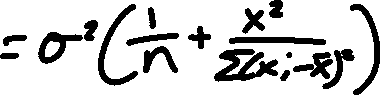 = σ²(1/n + x²/Σ(xᵢ-x̄)²)